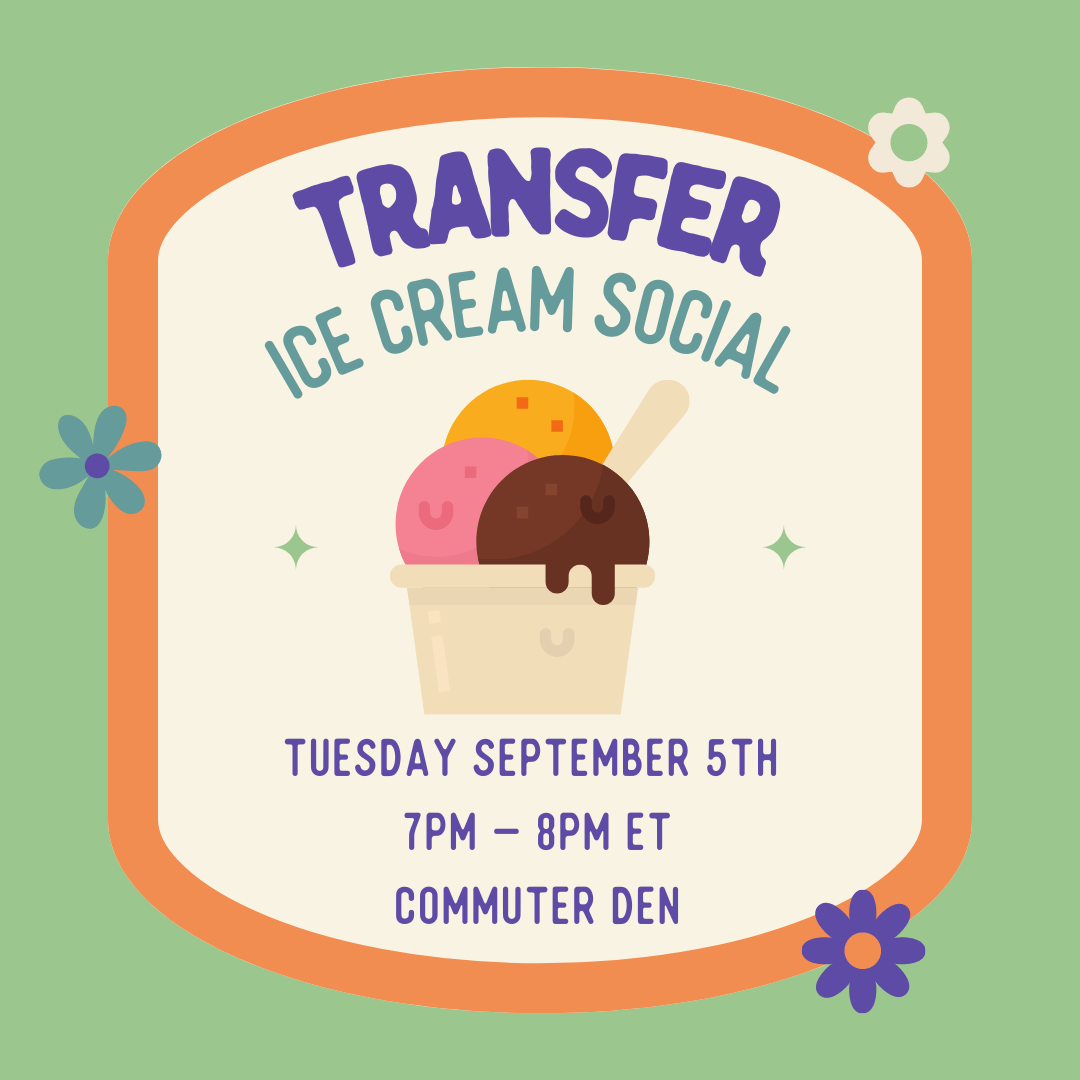 TRANSFER
ICE CREAM SOCIAL
TUESDAY SEPTEMBER 5TH
7PM – 8PM ET
COMMUTER DEN